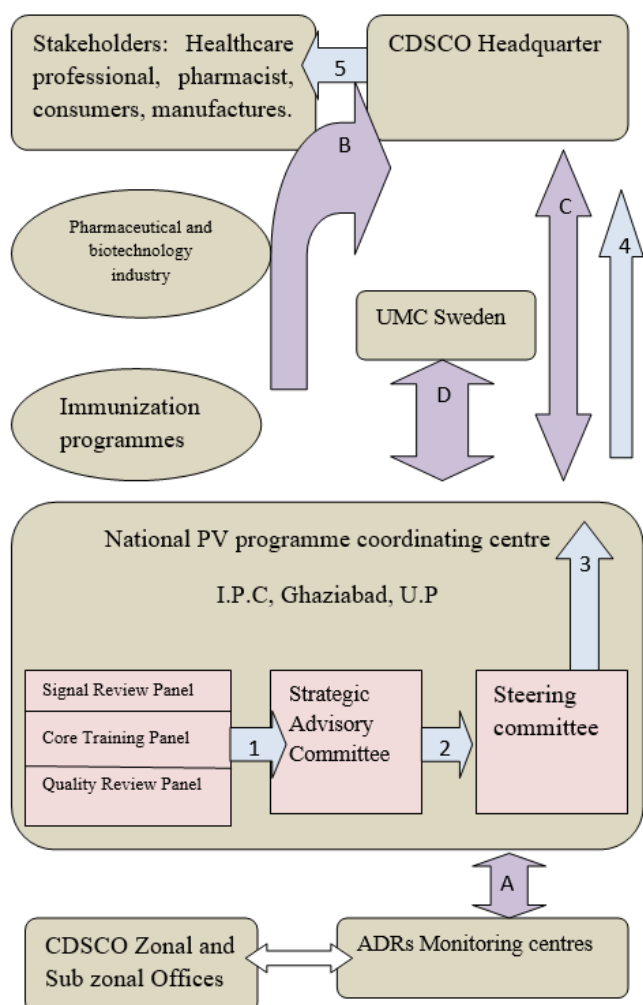 Stakeholders: Healthcare
professional, pharmacist,
consumers, manufactures.
5
CDSCO Headquarter
B
Pharmaceutical and
biotechnology
industry
C
4
UMC Sweden
D
Immunization
programmes
National PV programme coordinating centre
I.P.C, Ghaziabad, U.P
3
Signal Review Panel
Core Training Panel
Quality Review Panel
1
Strategic
Advisory
Committee
2
Steering
committee
A
CDSCO Zonal and
Sub zonal Offices
ADRs Monitoring centres